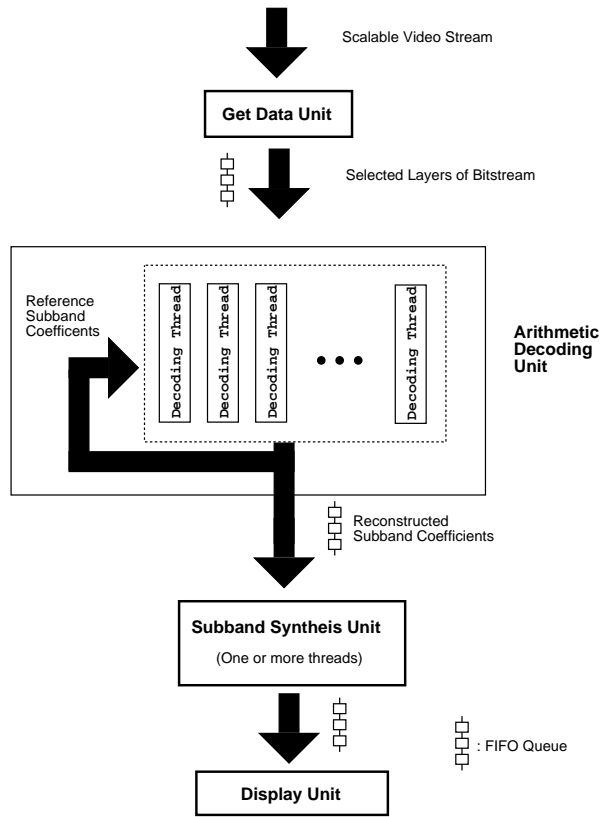 Scalable Video Stream
Get Data Unit
Selected Layers of Bitstream
Reference
Subband
Coefficents
Decoding Thread
Decoding Thread
Decoding Thread
Decoding Thread
Arithmetic
Decoding
Unit
Reconstructed
Subband Coefficients
Subband Syntheis Unit
(One or more threads)
: FIFO Queue
Display Unit